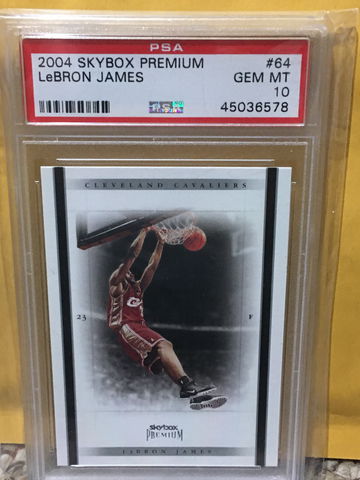 PSA
2004 SKYBOX PREMIUM #64
LeBRON JAMES GEM MT
10
45036578
CLEVELAND CAVALIERS
23 F
skybox
PREMIUM
LeBRON JAMES